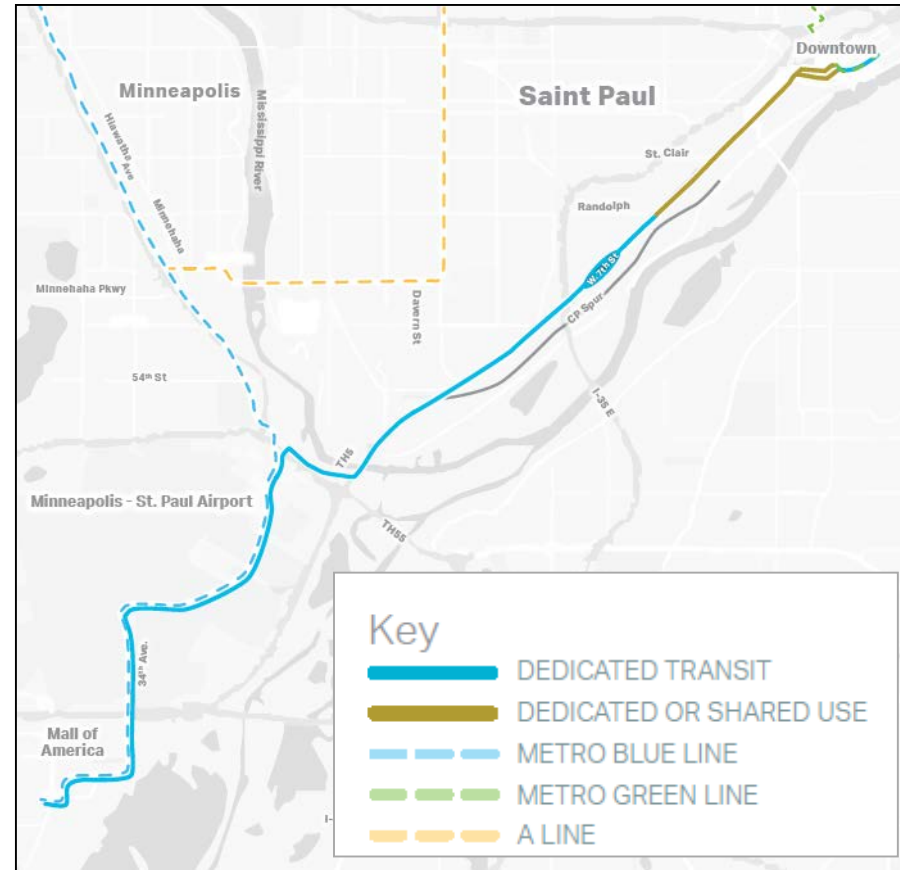 Downtown
Minneapolis
Saint Paul
Hiawatha Ave
Mississippi River
St. Clair
Minnehaha
Randolph
W. 7th St
Minnehaha Pkwy
Davern St
CP Spur
54th St
I-35 E
TH5
Minneapolis - St. Paul Airport
TH55
34th Ave.
Mall of
America
I-
Key
DEDICATED TRANSIT
DEDICATED OR SHARED USE
METRO BLUE LINE
METRO GREEN LINE
A LINE